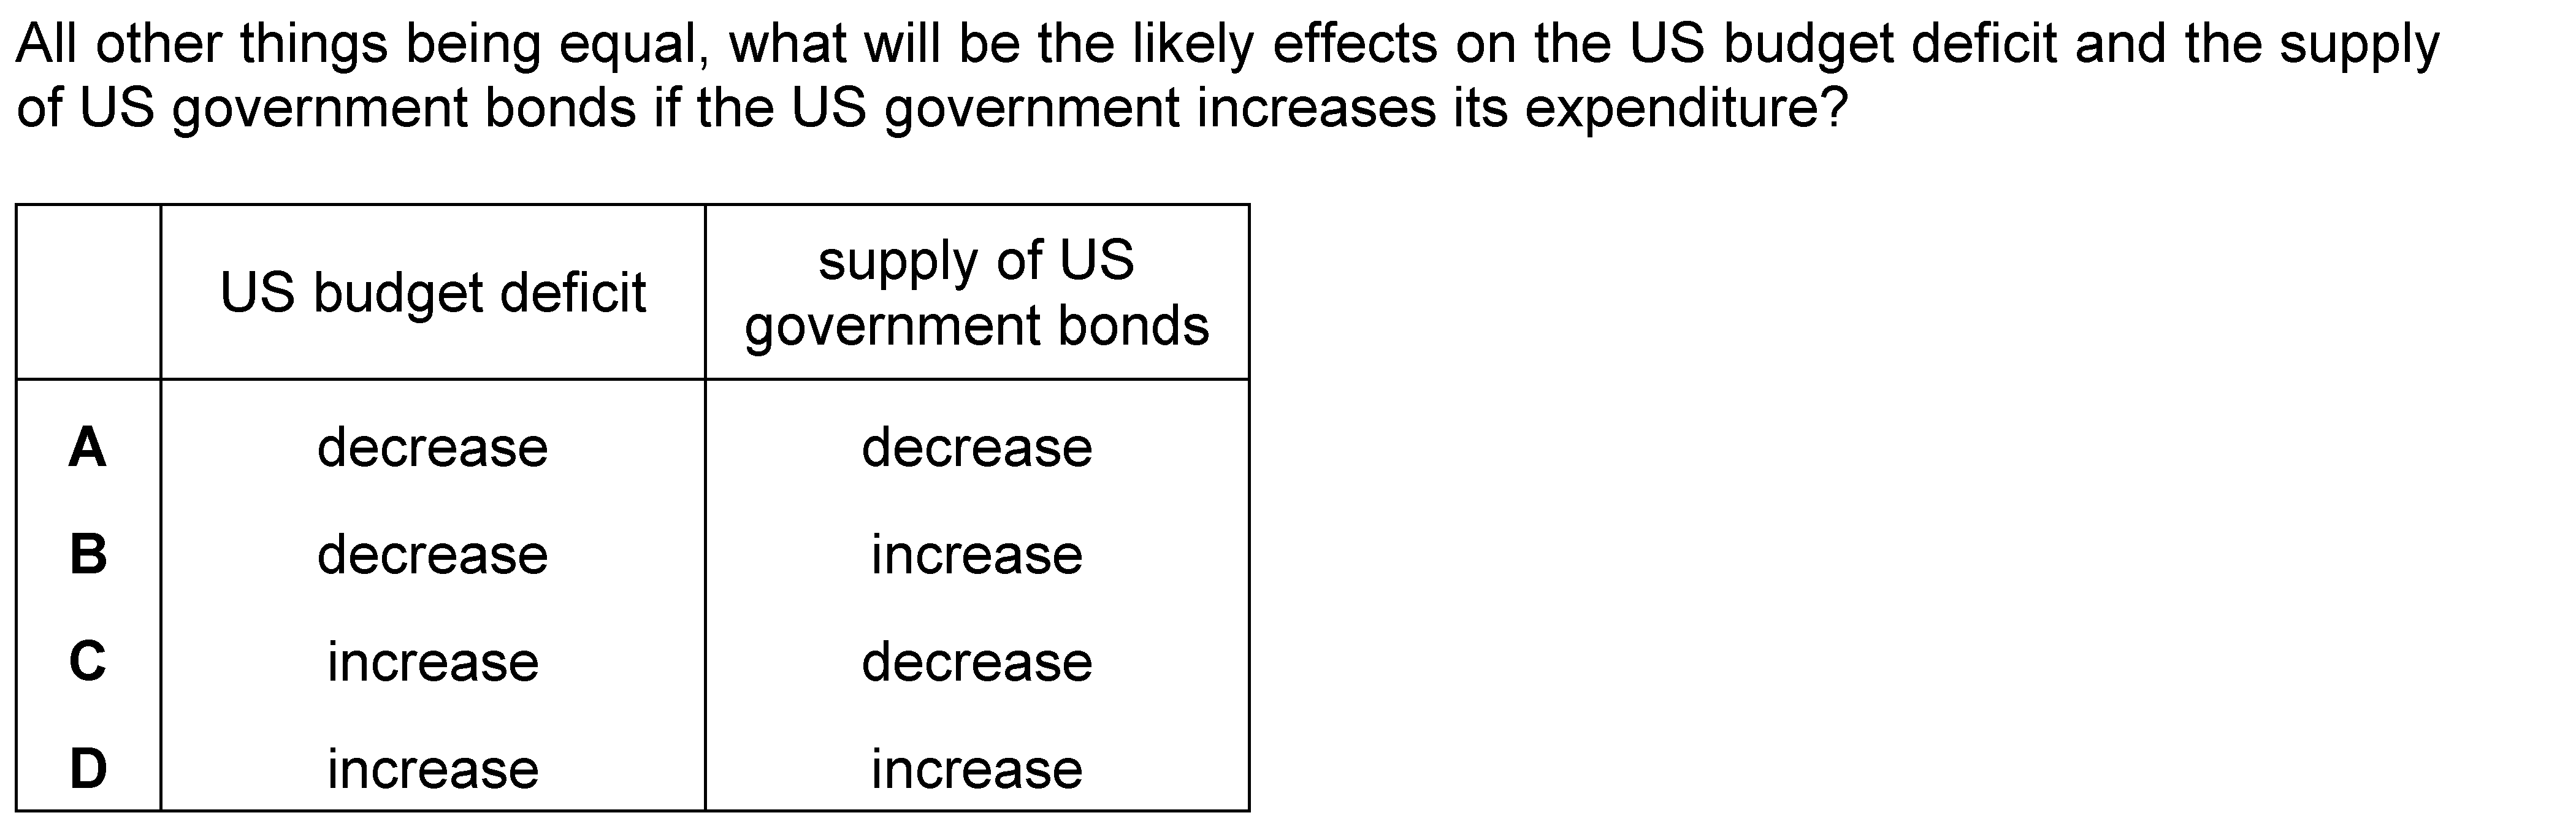 All other things being equal, what will be the likely effects on the US budget deficit and the supply
of US government bonds if the US government increases its expenditure?
US budget deficit
supply of US
government bonds
A decrease decrease
B decrease increase
C increase decrease
D increase increase